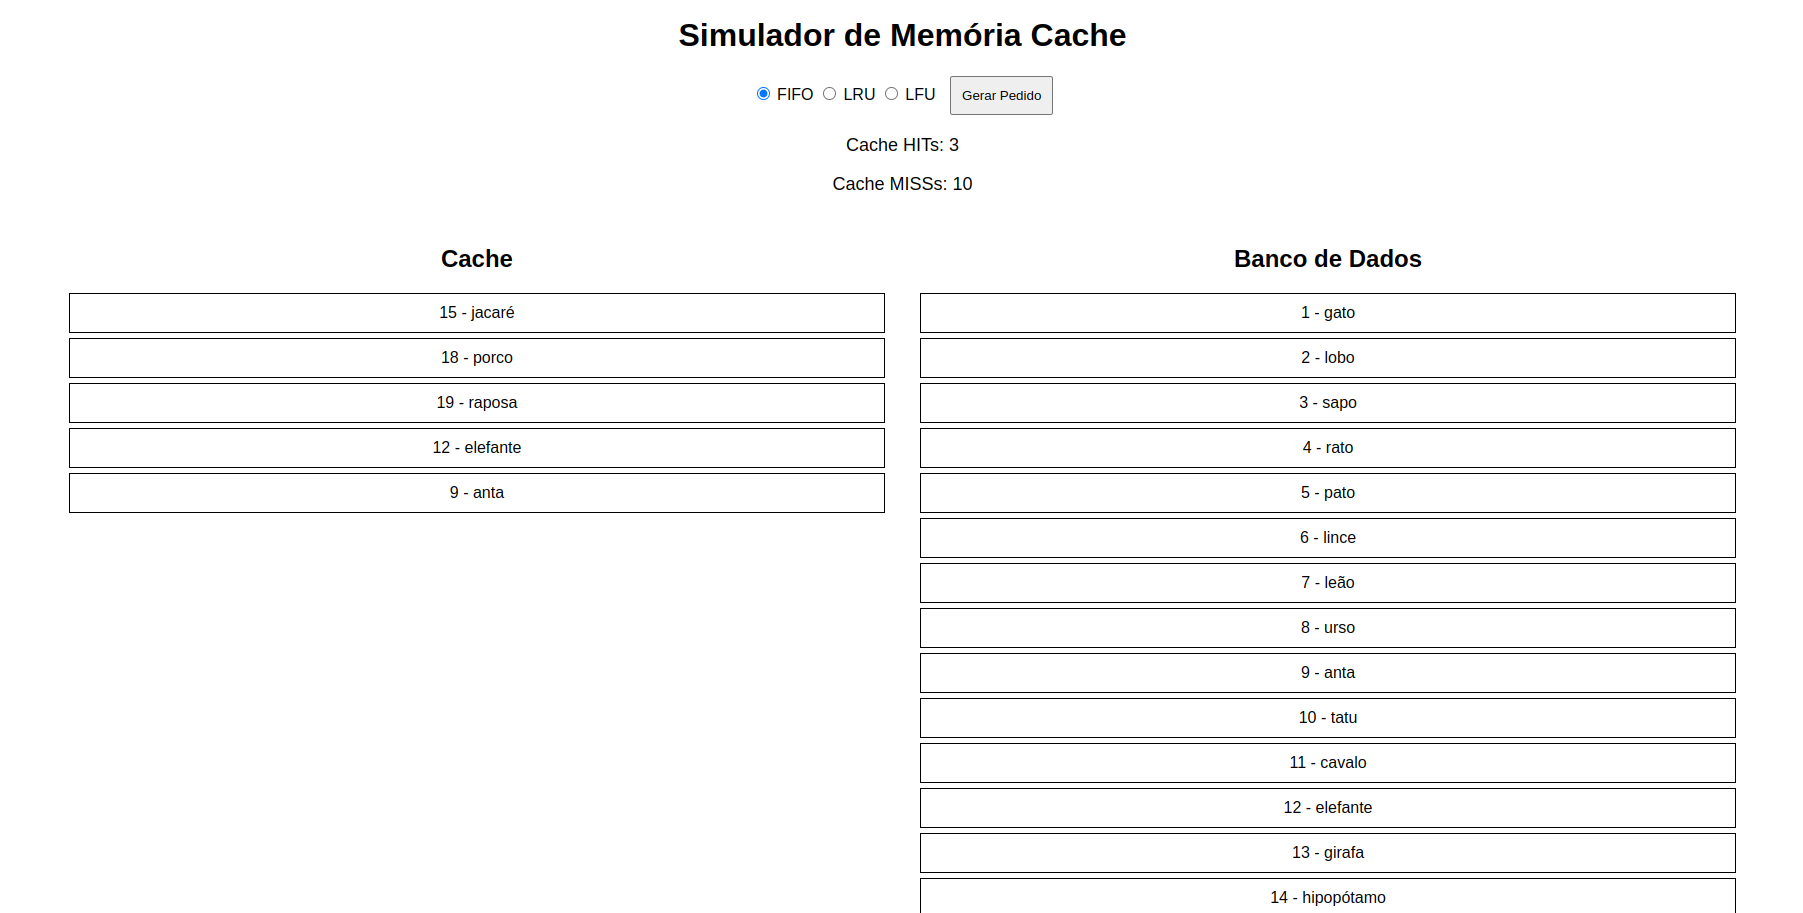 Simulador de Memória Cache
FIFO LRU LFU Gerar Pedido
Cache HITs: 3
Cache MISSs: 10
Cache
15 - jacaré
18 - porco
19 - raposa
12 - elefante
9 - anta
Banco de Dados
1 - gato
2 - lobo
3 - sapo
4 - rato
5 - pato
6 - lince
7 - leão
8 - urso
9 - anta
10 - tatu
11 - cavalo
12 - elefante
13 - girafa
14 - hipopótamo